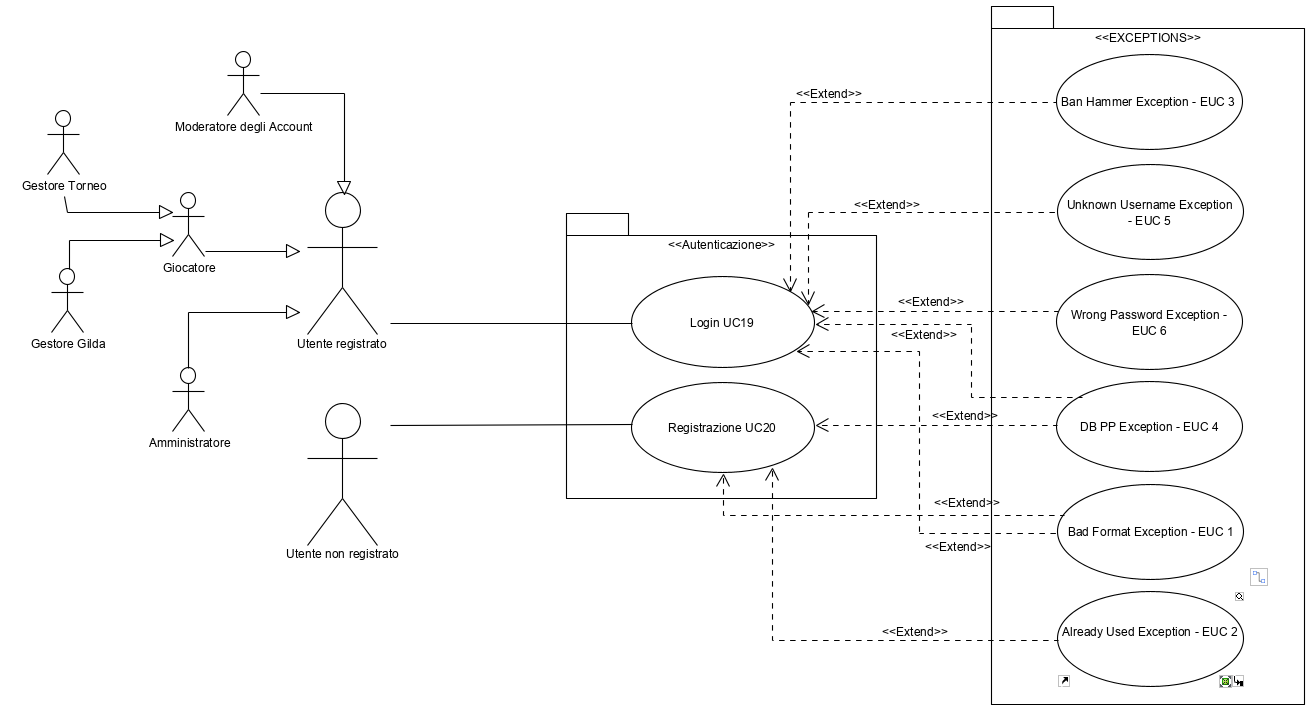 <<EXCEPTIONS>>
Ban Hammer Exception - EUC 3
<<Extend>>
Moderatore degli Account
Gestore Torneo
Unknown Username Exception
- EUC 5
<<Extend>>
Giocatore
<<Autenticazione>>
<<Extend>>
Wrong Password Exception -
EUC 6
Login UC19
<<Extend>>
Gestore Gilda
Utente registrato
<<Extend>>
DB PP Exception - EUC 4
Registrazione UC20
Amministratore
<<Extend>>
Bad Format Exception - EUC 1
<<Extend>>
Utente non registrato
<<Extend>>
Already Used Exception - EUC 2